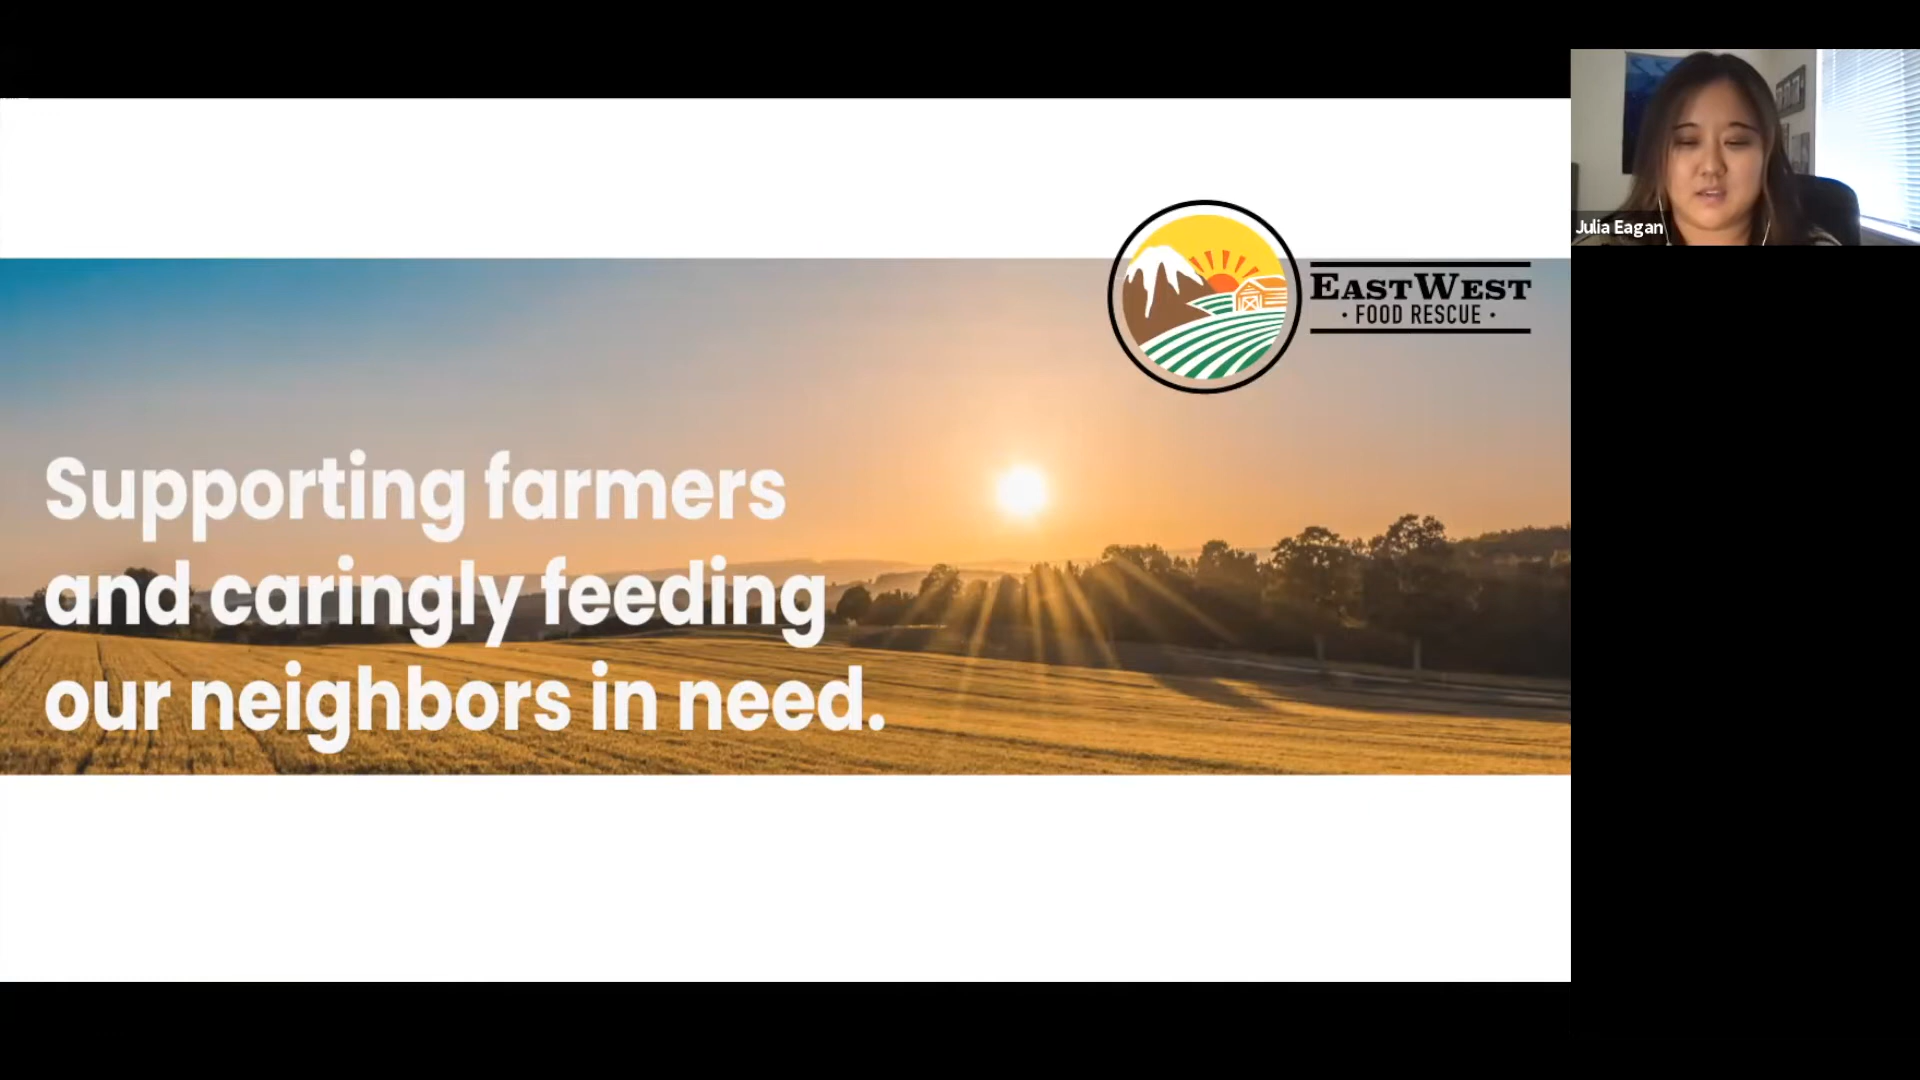 EASTWEST
· FOOD RESCUE ·
Supporting farmers
and caringly feeding
our neighbors in need.
Julia Eagan